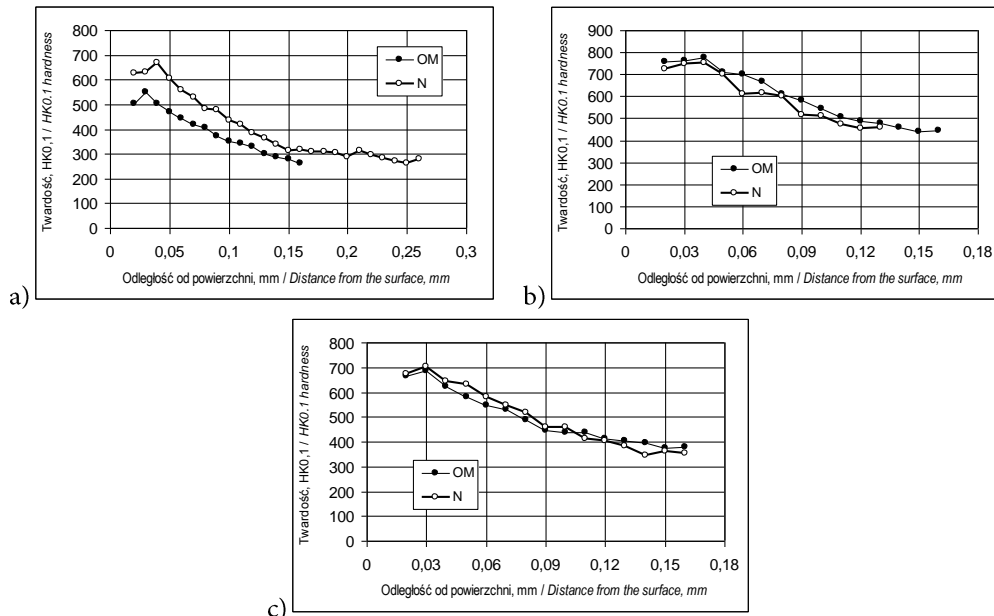 800
700
600
500
400
300
200
100
0
Twardość, HK0,1 / HK0.1 hardness
OM
N
0 0,05 0,1 0,15 0,2 0,25 0,3
Odległość od powierzchni, mm / Distance from the surface, mm
a)
900
800
700
600
500
400
300
200
100
0
Twardość, HK0,1 / HK0.1 hardness
OM
N
0 0,03 0,06 0,09 0,12 0,15 0,18
Odległość od powierzchni, mm / Distance from the surface, mm
b)
800
700
600
500
400
300
200
100
0
Twardość, HK0,1 / HK0.1 hardness
OM
N
0 0,03 0,06 0,09 0,12 0,15 0,18
Odległość od powierzchni, mm / Distance from the surface, mm
c)